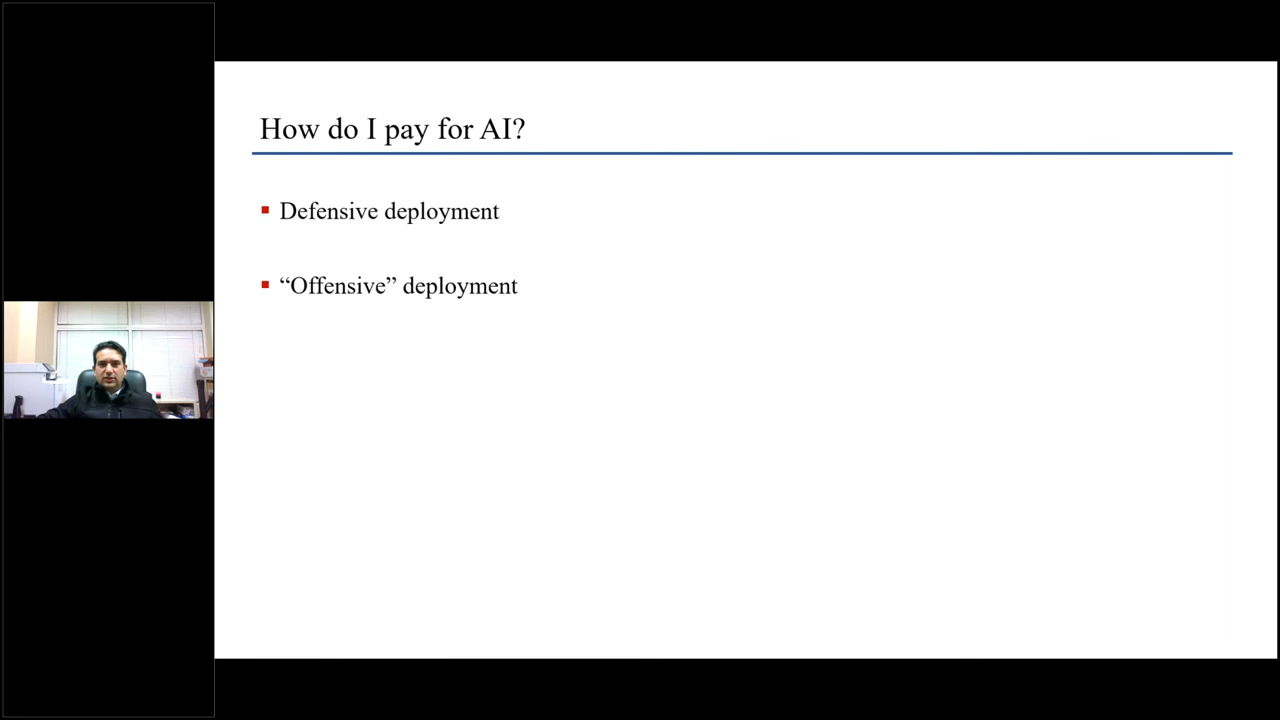 How do I pay for AI?
Defensive deployment
“Offensive” deployment